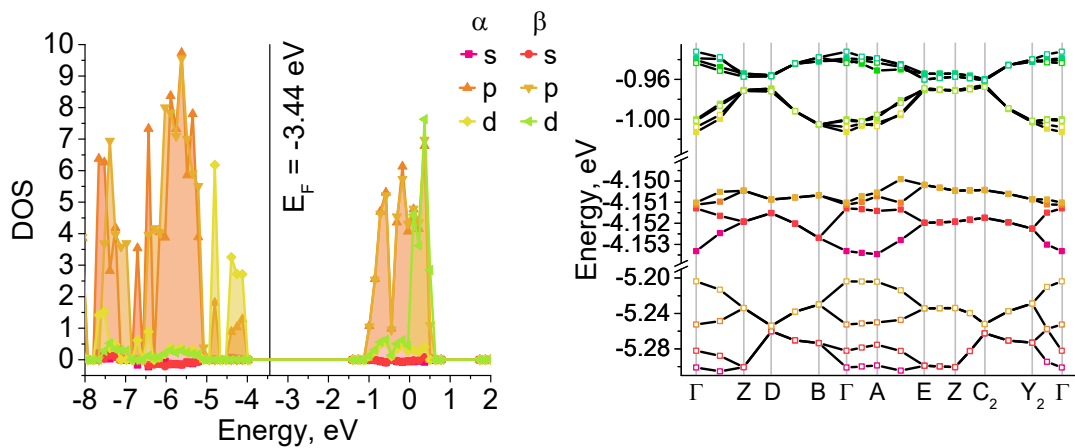 10
9
8
7
6
5
4
3
2
1
0
DOS
-8 -7 -6 -5 -4 -3 -2 -1 0 1 2
Energy, eV
E_F = -3.44 eV
α β
s s
p p
d d
Energy, eV
-0.96
-1.00
-4.150
-4.151
-4.152
-4.153
-5.20
-5.24
-5.28
Γ Z D B Γ A E Z C₂ Y₂ Γ